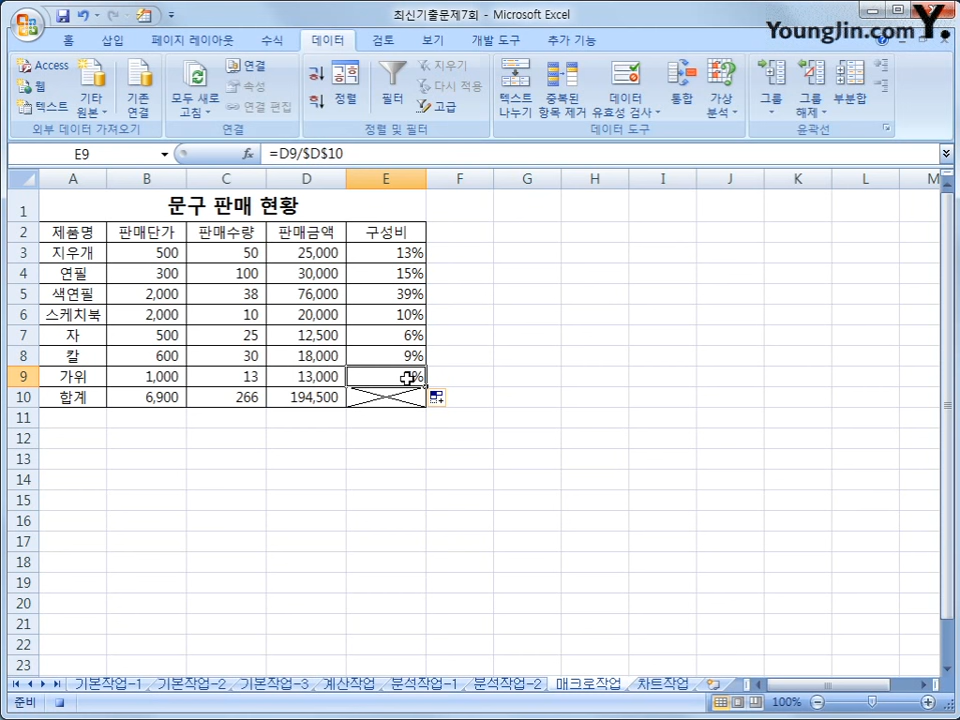 최신기출문제7회 - Microsoft Excel
YoungJin.com Y.
홈 삽입 페이지 레이아웃 수식 데이터 검토 보기 개발 도구 추가 기능
Access
웹
텍스트
기타 원본
기존 연결
모두 새로 고침
연결
속성
연결 편집
정렬
필터
지우기
다시 적용
고급
텍스트 나누기
중복된 항목 제거
데이터 유효성 검사
통합
가상 분석
그룹
그룹 해제
부분합
외부 데이터 가져오기 연결 정렬 및 필터 데이터 도구 윤곽선
E9 fx =D9/$D$10
A B C D E F G H I J K L M
1 문구 판매 현황
2 제품명 판매단가 판매수량 판매금액 구성비
3 지우개 500 50 25,000 13%
4 연필 300 100 30,000 15%
5 색연필 2,000 38 76,000 39%
6 스케치북 2,000 10 20,000 10%
7 자 500 25 12,500 6%
8 칼 600 30 18,000 9%
9 가위 1,000 13 13,000 %
10 합계 6,900 266 194,500
11
12
13
14
15
16
17
18
19
20
21
22
23
기본작업-1 기본작업-2 기본작업-3 계산작업 분석작업-1 분석작업-2 매크로작업 차트작업
준비 100%